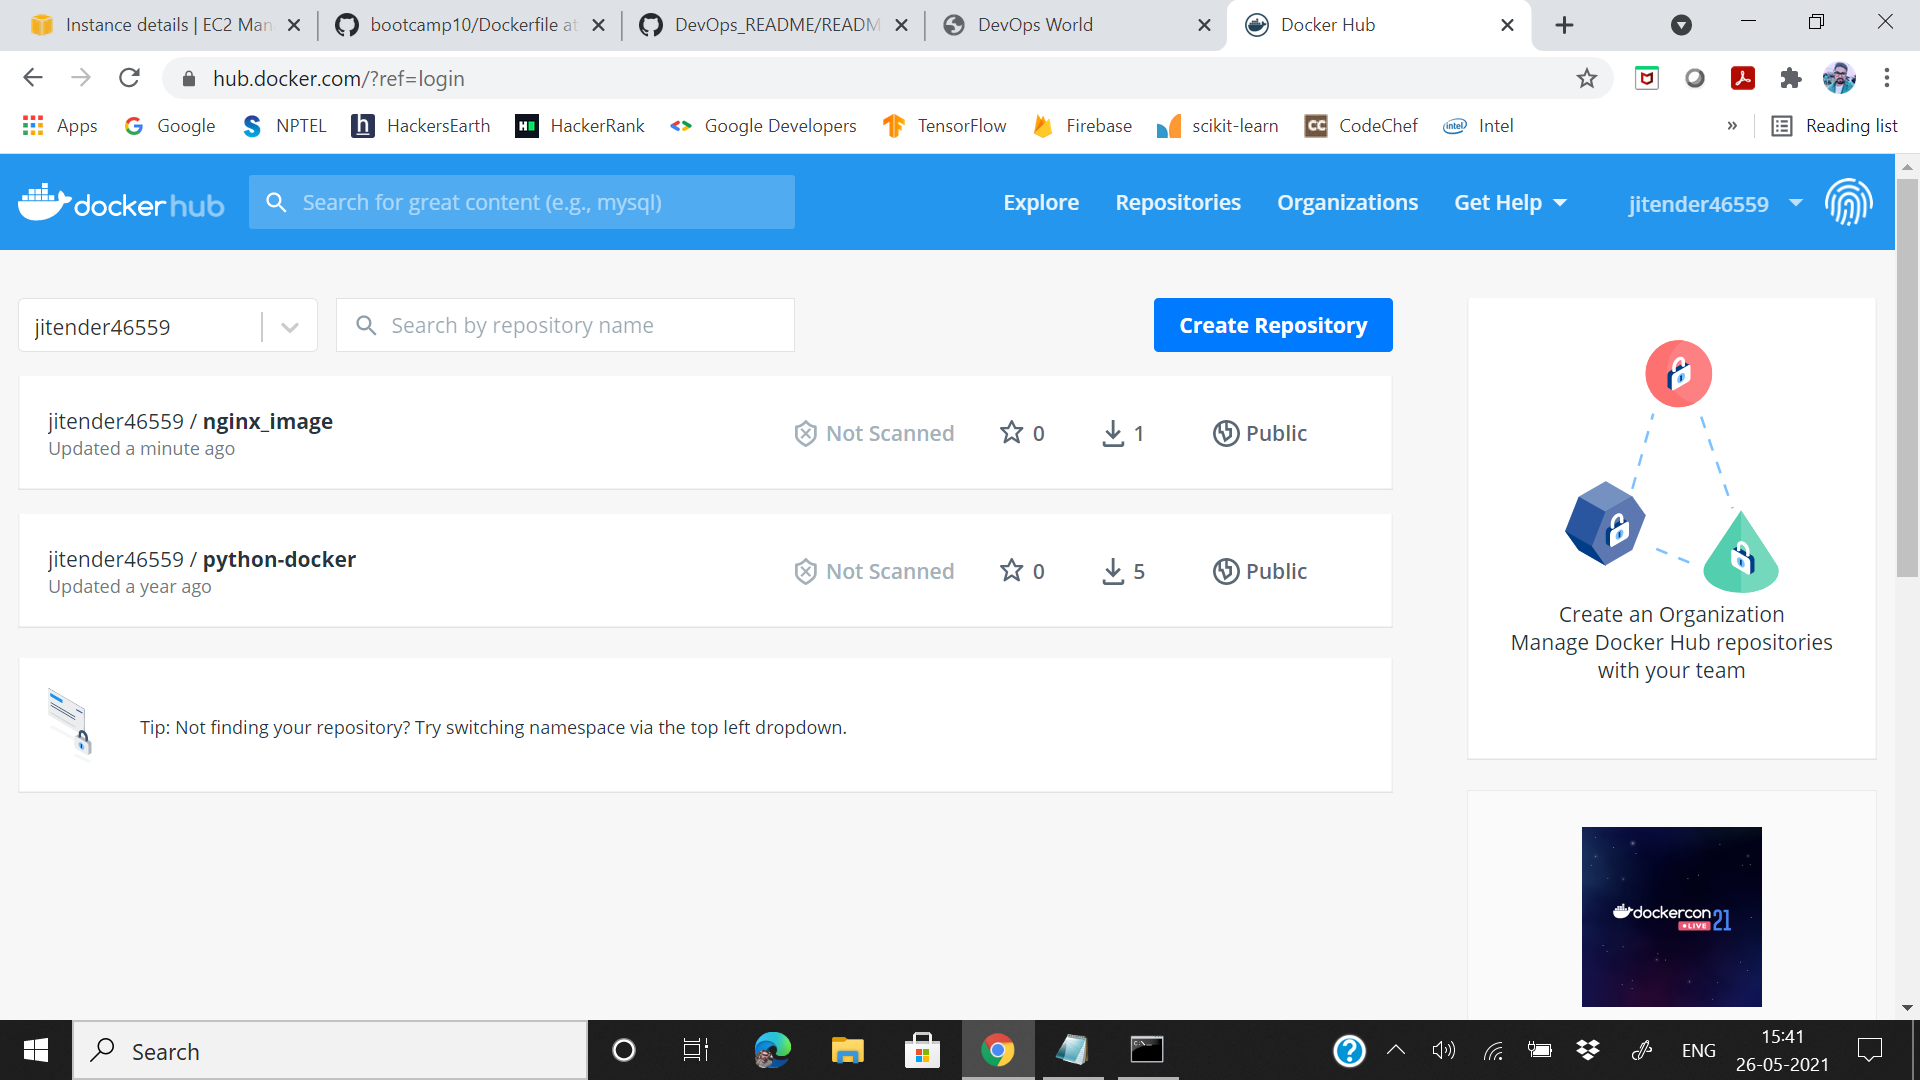 Instance details | EC2 Man
bootcamp10/Dockerfile at
DevOps_README/READM
DevOps World
Docker Hub
hub.docker.com/?ref=login
Apps
Google
NPTEL
HackersEarth
HackerRank
Google Developers
TensorFlow
Firebase
scikit-learn
CodeChef
Intel
»
Reading list
docker hub
Search for great content (e.g., mysql)
Explore
Repositories
Organizations
Get Help
jitender46559
jitender46559
Search by repository name
Create Repository
jitender46559 / nginx_image
Updated a minute ago
Not Scanned
0
1
Public
jitender46559 / python-docker
Updated a year ago
Not Scanned
0
5
Public
Tip: Not finding your repository? Try switching namespace via the top left dropdown.
Create an Organization
Manage Docker Hub repositories
with your team
dockercon
LIVE
21
Search
ENG
15:41
26-05-2021